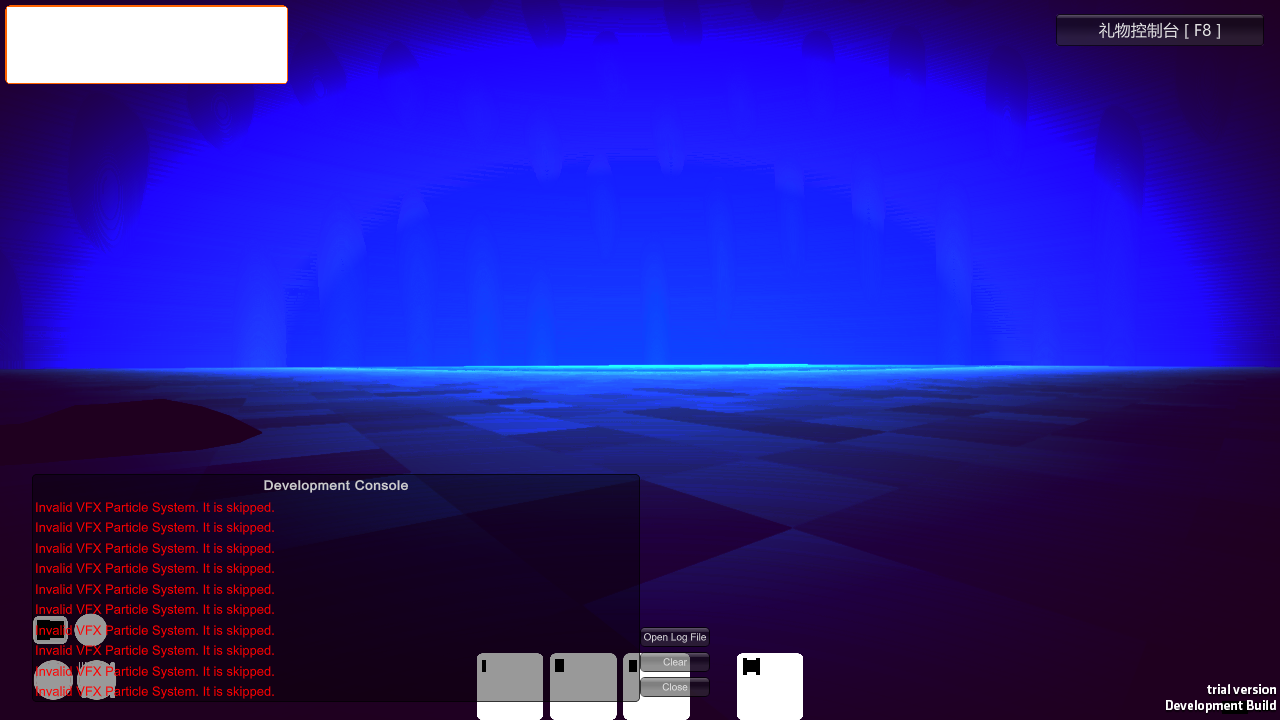 礼物控制台 [ F8 ]
Development Console
Invalid VFX Particle System. It is skipped.
Invalid VFX Particle System. It is skipped.
Invalid VFX Particle System. It is skipped.
Invalid VFX Particle System. It is skipped.
Invalid VFX Particle System. It is skipped.
Invalid VFX Particle System. It is skipped.
Invalid VFX Particle System. It is skipped.
Invalid VFX Particle System. It is skipped.
Invalid VFX Particle System. It is skipped.
Invalid VFX Particle System. It is skipped.
Open Log File
Clear
Close
trial version
Development Build